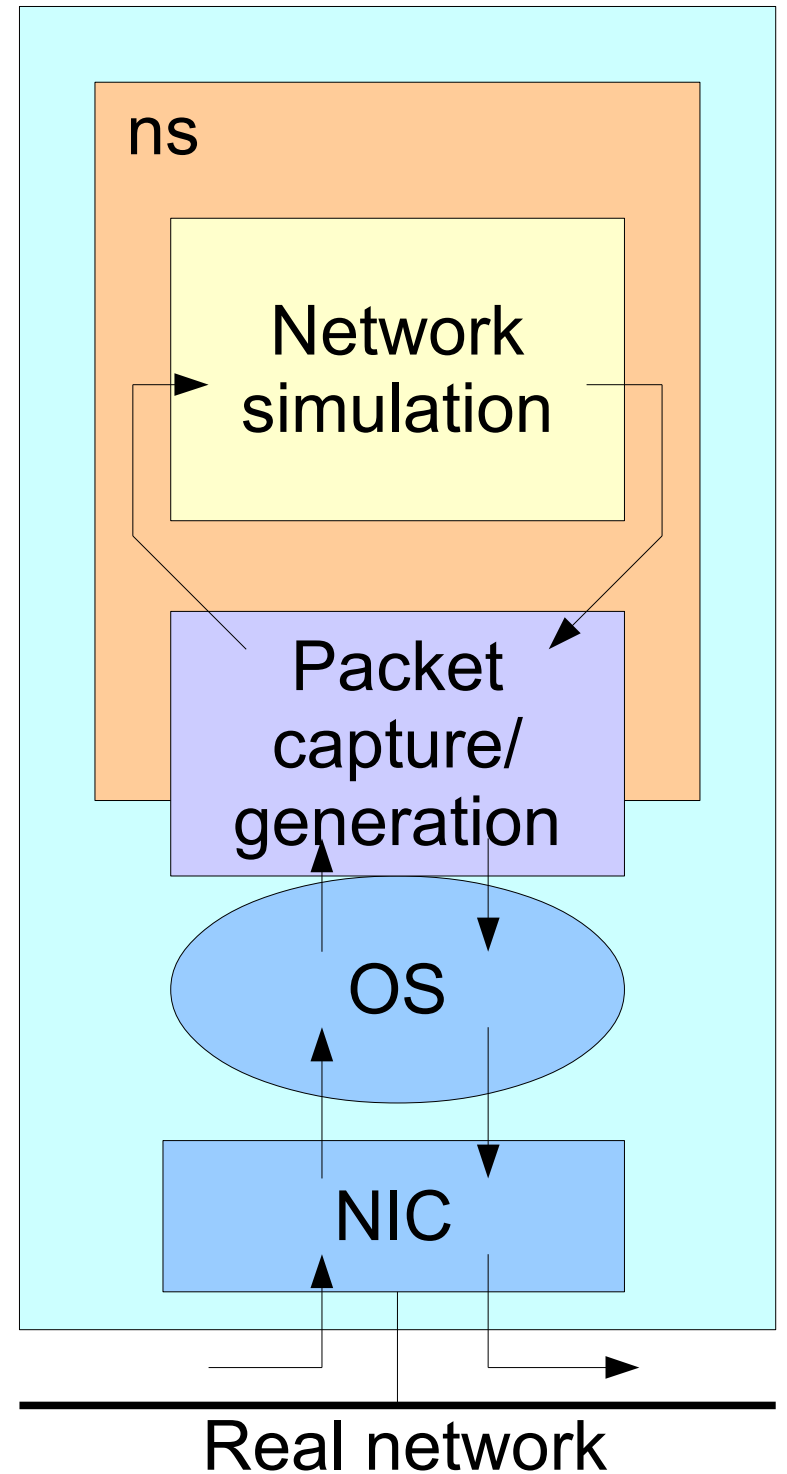 ns
Network
simulation
Packet
capture/
generation
OS
NIC
Real network